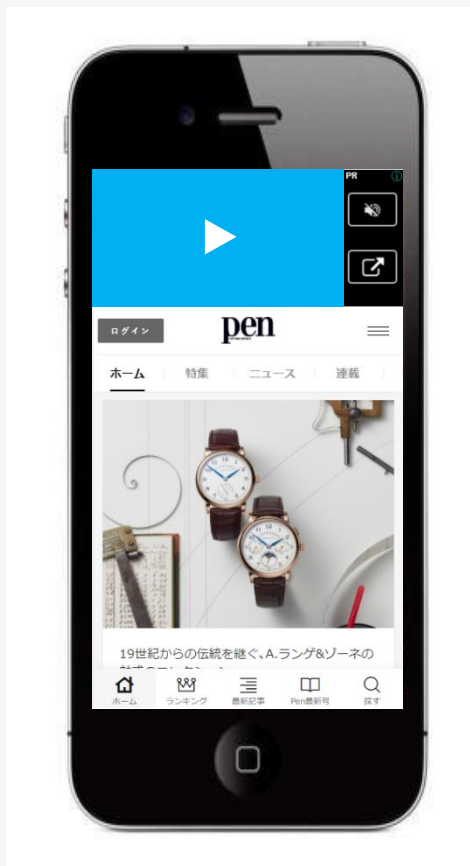 PR
ログイン
pen
ホーム
特集
ニュース
連載
19世紀からの伝統を継ぐ、A.ランゲ&ゾーネの
ホーム
ランキング
最新記事
Pen最新号
探す